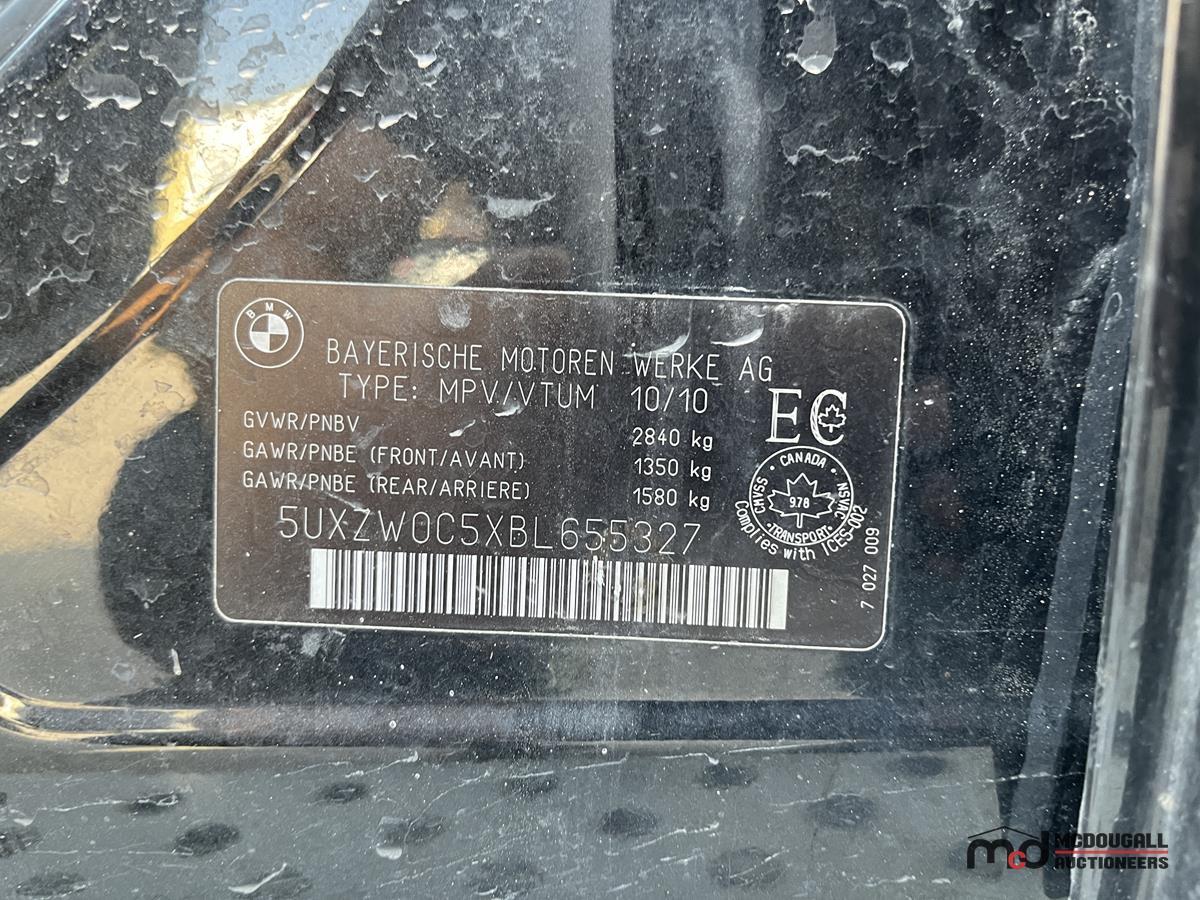 BMW
BAYERISCHE MOTOREN WERKE AG
TYPE: MPV/VTUM 10/10
GVWR/PNBV 2840 kg
GAWR/PNBE (FRONT/AVANT) 1350 kg
GAWR/PNBE (REAR/ARRIERE) 1580 kg
5UXZW0C5XBL655327
EC
CANADA
CMVSS NSVAC
978
TRANSPORT
Complies with ICES-002
7 027 009
mcd MCDOUGALL
AUCTIONEERS